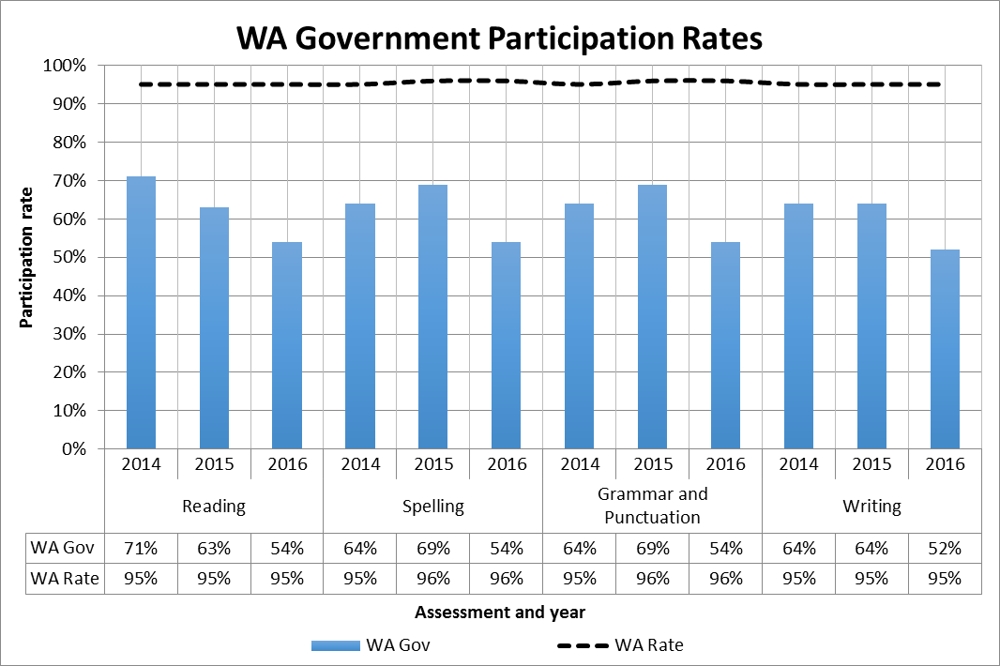 WA Government Participation Rates
100%
90%
80%
70%
60%
50%
40%
30%
20%
10%
0%
Participation rate
2014 2015 2016 2014 2015 2016 2014 2015 2016 2014 2015 2016
Reading Spelling Grammar and Punctuation Writing
WA Gov 71% 63% 54% 64% 69% 54% 64% 69% 54% 64% 64% 52%
WA Rate 95% 95% 95% 95% 96% 96% 95% 96% 96% 95% 95% 95%
Assessment and year
WA Gov WA Rate